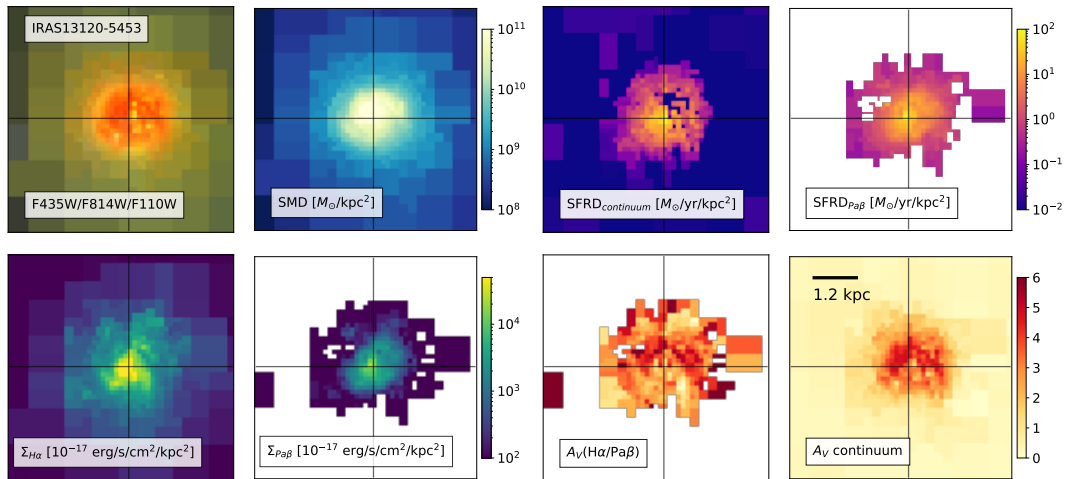 IRAS13120-5453
F435W/F814W/F110W
SMD [M⊙/kpc²]
10¹¹
10¹⁰
10⁹
10⁸
SFRD_continuum [M⊙/yr/kpc²]
SFRD_Paβ [M⊙/yr/kpc²]
10²
10¹
10⁰
10⁻¹
10⁻²
Σ_Hα [10⁻¹⁷ erg/s/cm²/kpc²]
Σ_Paβ [10⁻¹⁷ erg/s/cm²/kpc²]
10⁴
10³
10²
A_V(Hα/Paβ)
1.2 kpc
A_V continuum
6
5
4
3
2
1
0